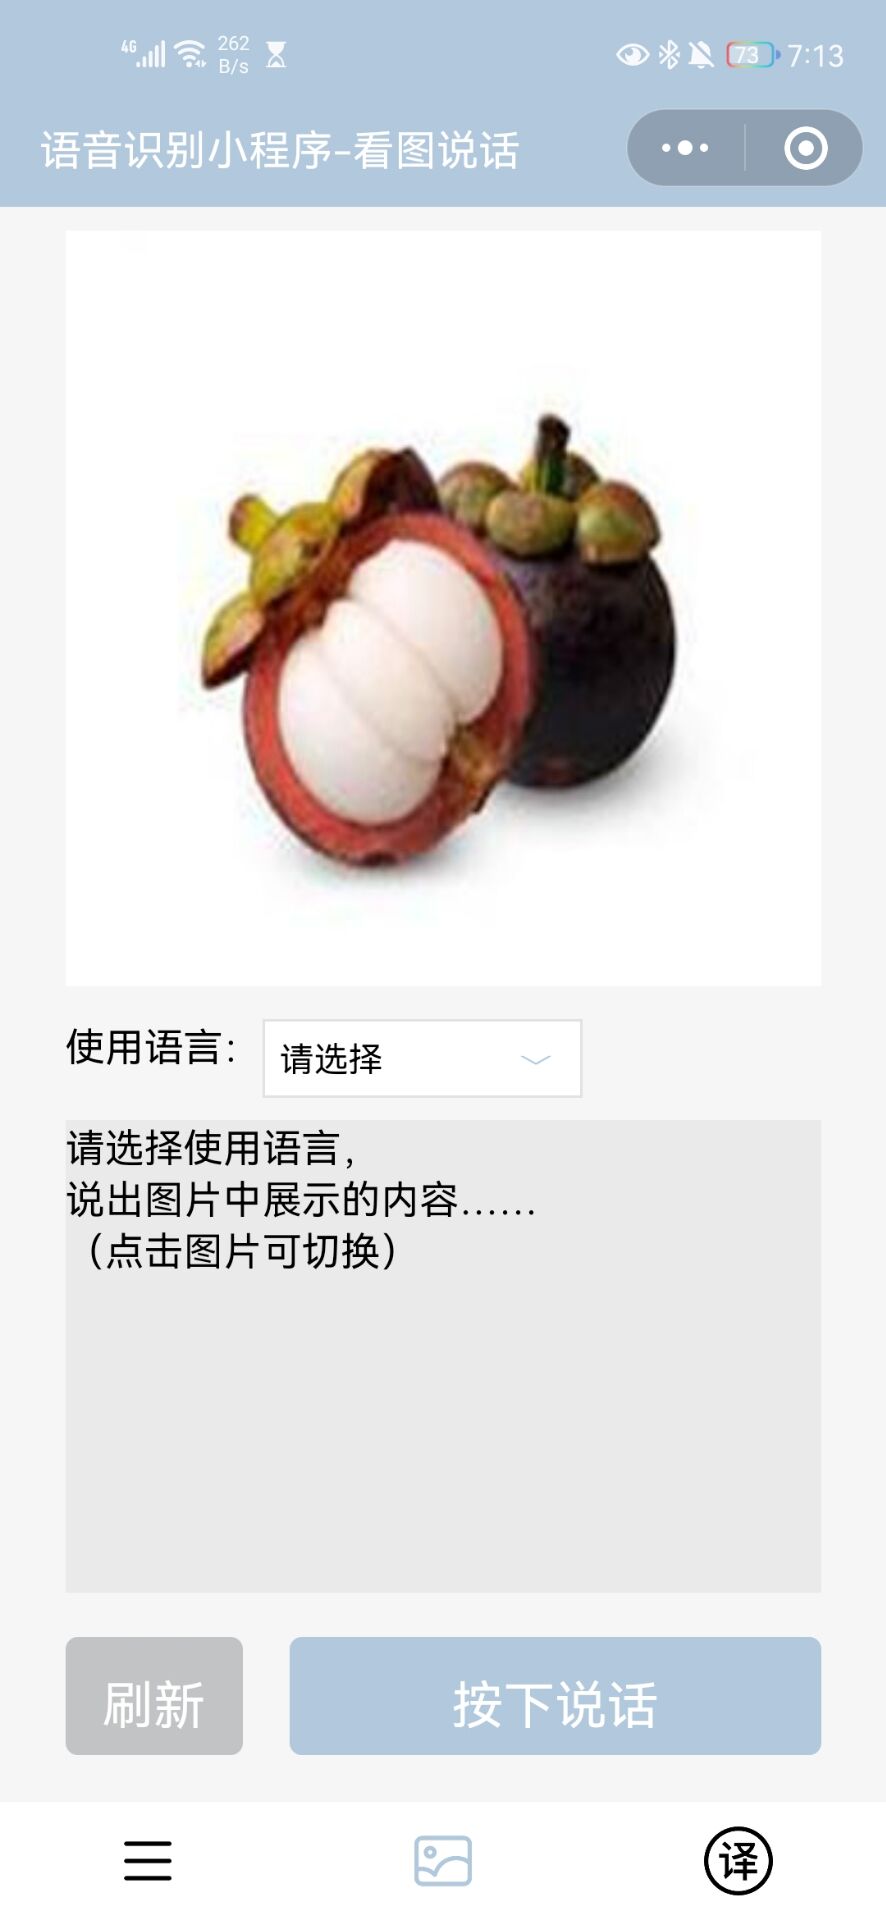 4G 262 B/s 73 7:13
语音识别小程序-看图说话
使用语言： 请选择
请选择使用语言，
说出图片中展示的内容......
（点击图片可切换）
刷新 按下说话
译